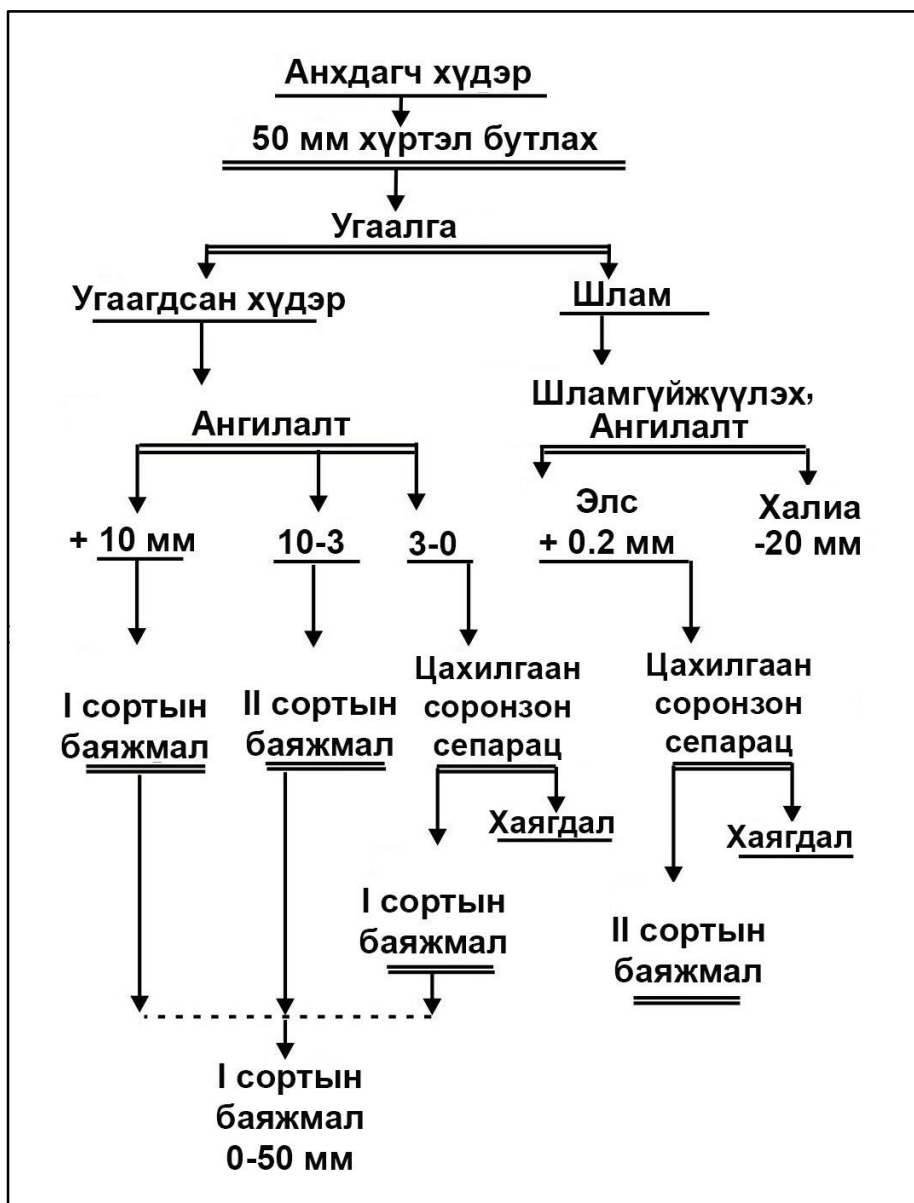 Анхдагч хүдэр
50 мм хүртэл бутлах
Угаалга
Угаагдсан хүдэр
Шлам
Ангилалт
Шламгүйжүүлэх,
Ангилалт
+ 10 мм
10-3
3-0
Элс
+ 0.2 мм
Халиа
-20 мм
I сортын
баяжмал
II сортын
баяжмал
Цахилгаан
соронзон
сепарац
Хаягдал
I сортын
баяжмал
Цахилгаан
соронзон
сепарац
Хаягдал
II сортын
баяжмал
I сортын
баяжмал
0-50 мм